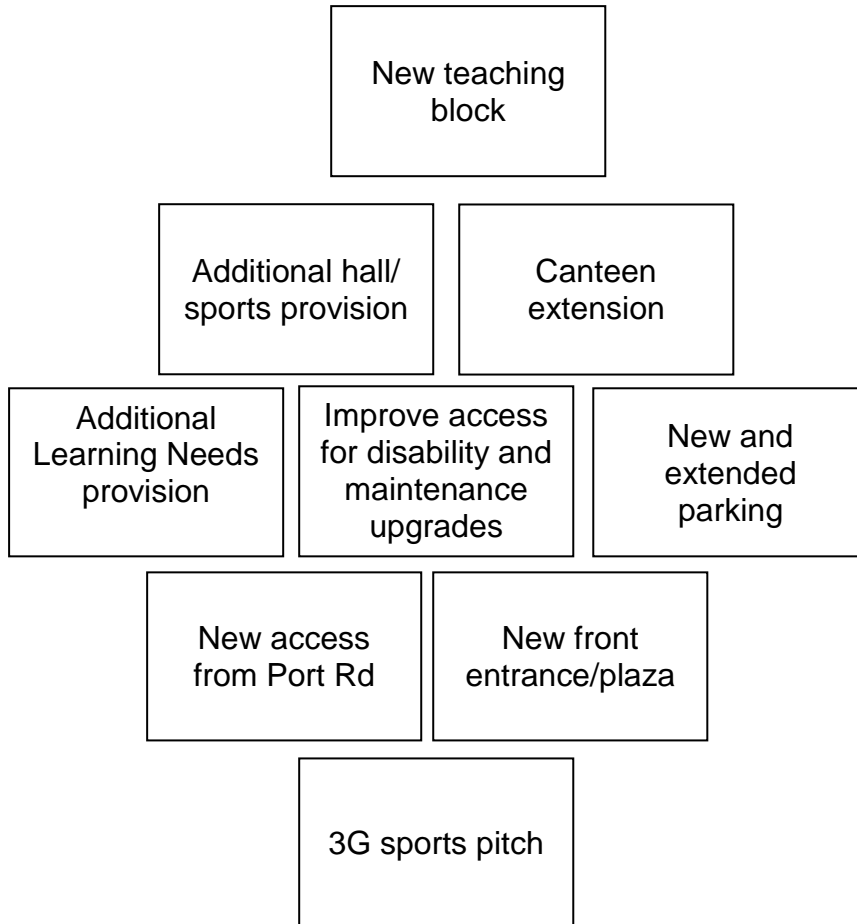 New teaching
block
Additional hall/
sports provision
Canteen
extension
Additional
Learning Needs
provision
Improve access
for disability and
maintenance
upgrades
New and
extended
parking
New access
from Port Rd
New front
entrance/plaza
3G sports pitch